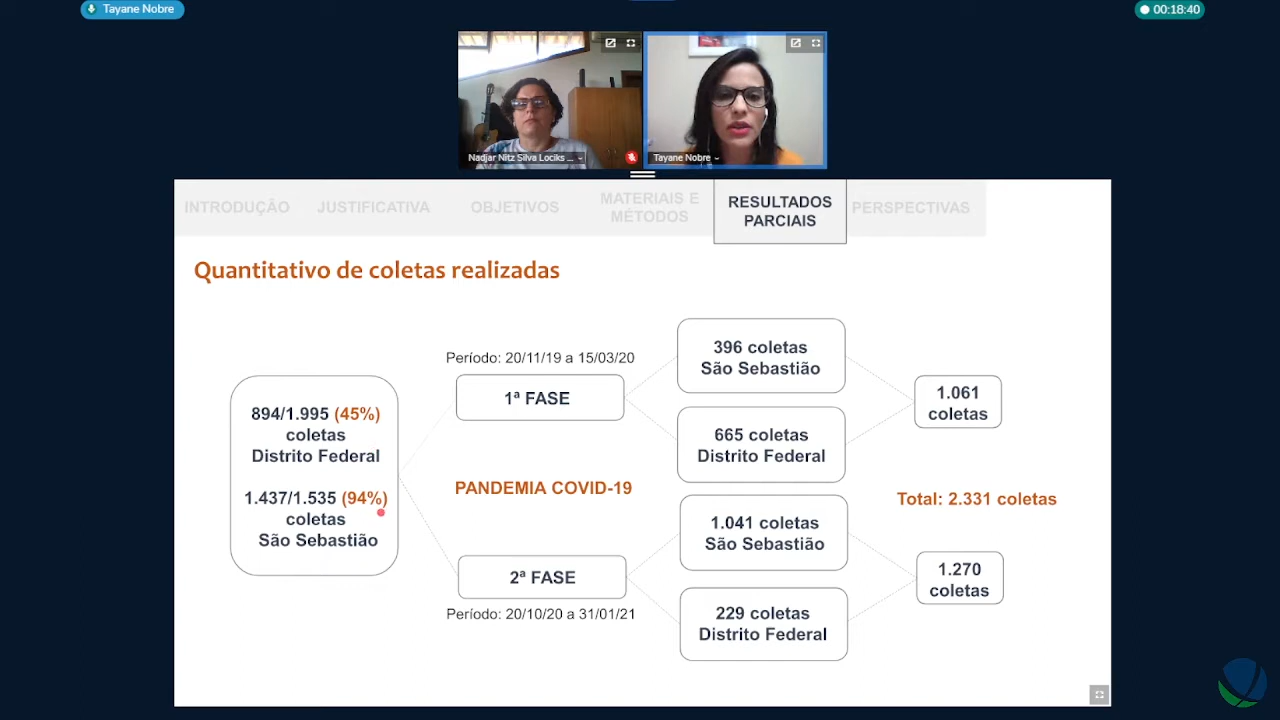 Tayane Nobre
00:18:40
Nadjar Nitz Silva Lociks ...
Tayane Nobre
INTRODUÇÃO
JUSTIFICATIVA
OBJETIVOS
MATERIAIS E
MÉTODOS
RESULTADOS
PARCIAIS
PERSPECTIVAS
Quantitativo de coletas realizadas
894/1.995 (45%)
coletas
Distrito Federal
1.437/1.535 (94%)
coletas
São Sebastião
Período: 20/11/19 a 15/03/20
1ª FASE
PANDEMIA COVID-19
2ª FASE
Período: 20/10/20 a 31/01/21
396 coletas
São Sebastião
665 coletas
Distrito Federal
1.041 coletas
São Sebastião
229 coletas
Distrito Federal
1.061
coletas
Total: 2.331 coletas
1.270
coletas